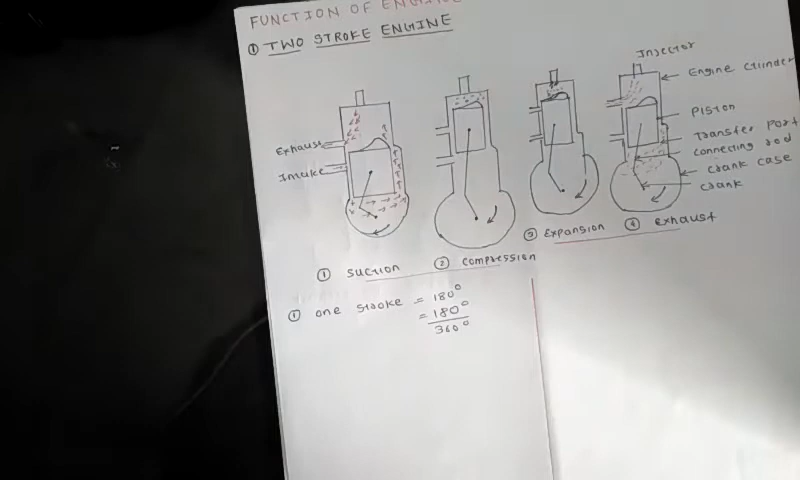 FUNCTION OF ENGINE
① TWO STROKE ENGINE
Injector
Engine cylinder
Piston
Transfer Port
connecting rod
crank case
crank
Exhaust
Intake
① suction
② compression
③ Expansion
④ exhaust
① one stroke = 180°
= 180°
360°